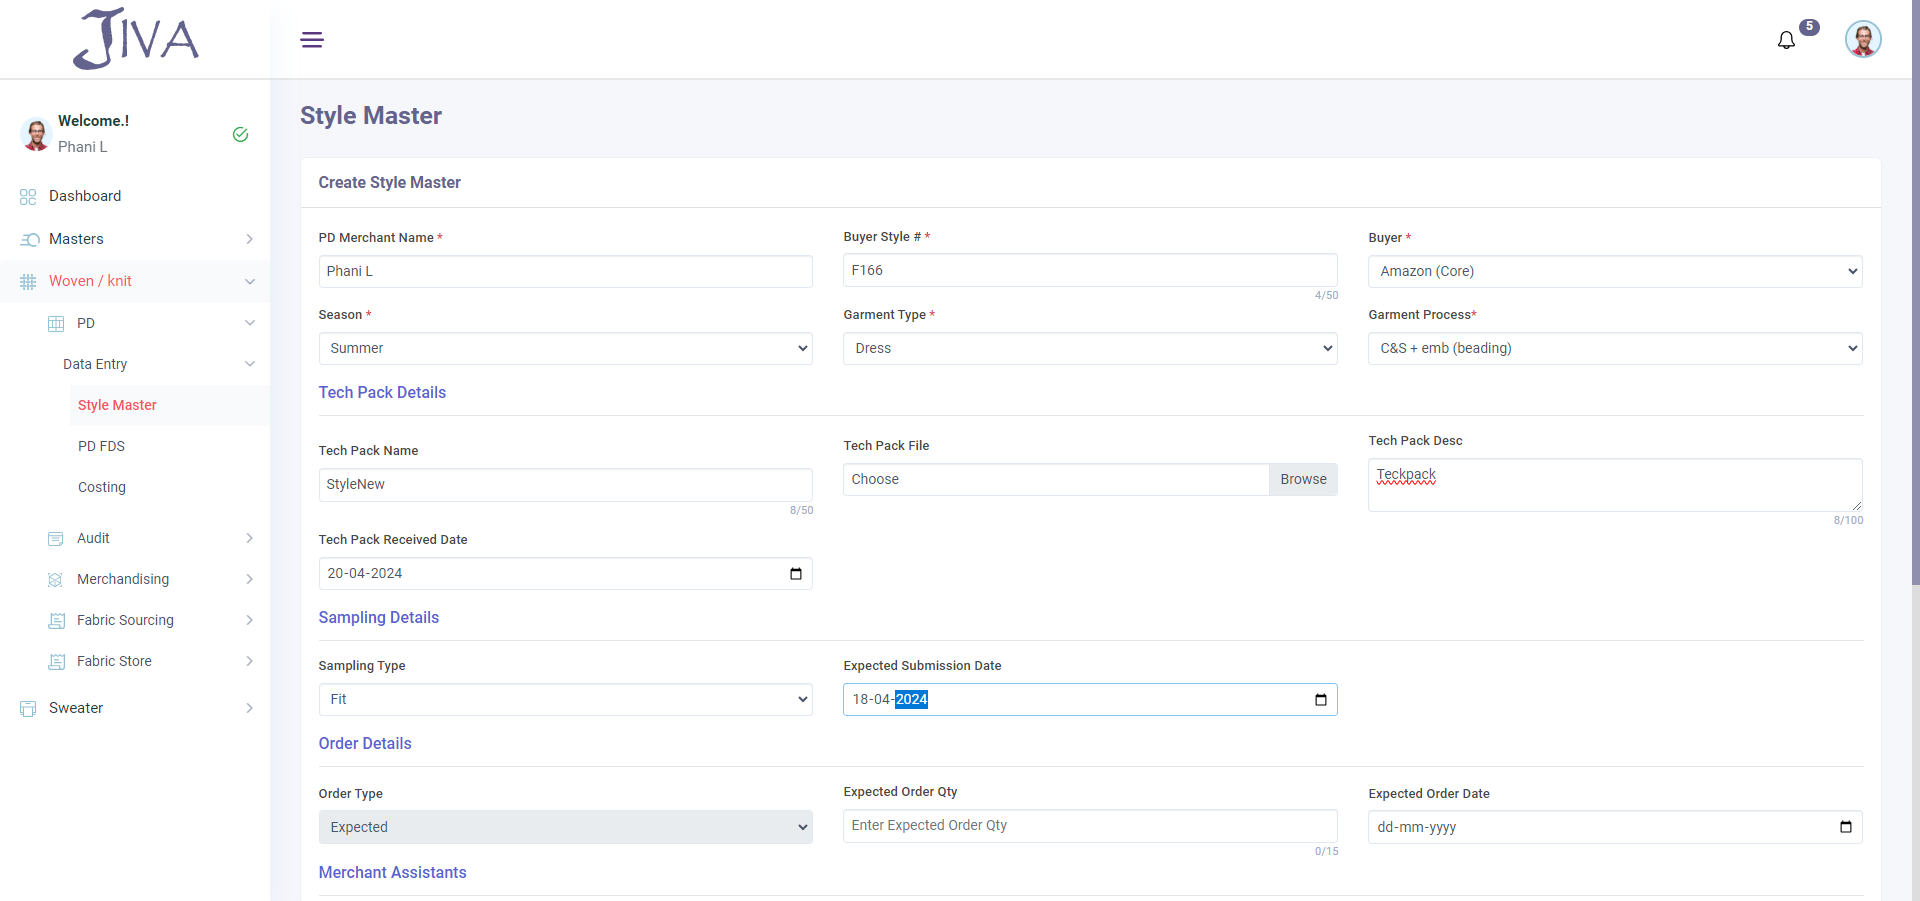 JIVA
5
Welcome.!
Phani L
Dashboard
Masters
Woven / knit
PD
Data Entry
Style Master
PD FDS
Costing
Audit
Merchandising
Fabric Sourcing
Fabric Store
Sweater
Style Master
Create Style Master
PD Merchant Name *
Buyer Style # *
Buyer *
Phani L
F166
Amazon (Core)
4/50
Season *
Garment Type *
Garment Process*
Summer
Dress
C&S + emb (beading)
Tech Pack Details
Tech Pack Name
Tech Pack File
Tech Pack Desc
StyleNew
Choose
Browse
Teckpack
8/50
8/100
Tech Pack Received Date
20-04-2024
Sampling Details
Sampling Type
Expected Submission Date
Fit
18-04-2024
Order Details
Order Type
Expected Order Qty
Expected Order Date
Expected
Enter Expected Order Qty
dd-mm-yyyy
0/15
Merchant Assistants